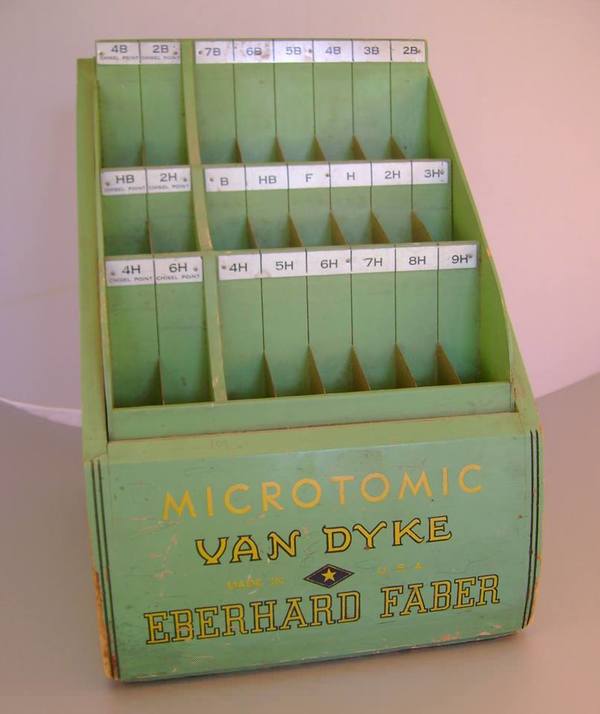 4B 2B 7B 6B 5B 4B 3B 2B
CHISEL POINT CHISEL POINT
HB 2H B HB F H 2H 3H
CHISEL POINT CHISEL POINT
4H 6H 4H 5H 6H 7H 8H 9H
CHISEL POINT CHISEL POINT
MICROTOMIC
VAN DYKE
MADE IN U.S.A.
EBERHARD FABER